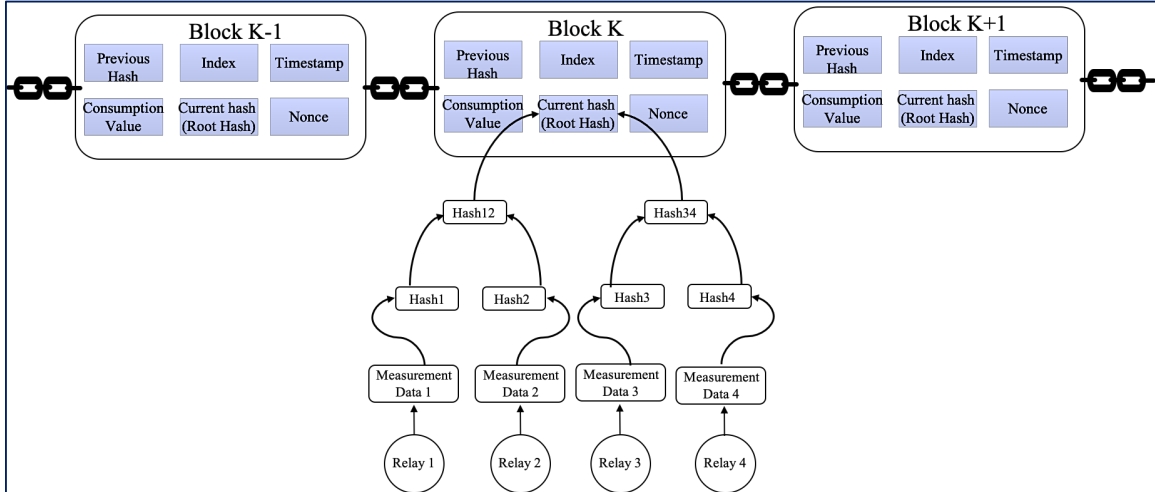 Block K-1
Block K
Block K+1
Previous
Hash
Index
Timestamp
Previous
Hash
Index
Timestamp
Previous
Hash
Index
Timestamp
Consumption
Value
Current hash
(Root Hash)
Nonce
Consumption
Value
Current hash
(Root Hash)
Nonce
Consumption
Value
Current hash
(Root Hash)
Nonce
Hash12
Hash34
Hash1
Hash2
Hash3
Hash4
Measurement
Data 1
Measurement
Data 2
Measurement
Data 3
Measurement
Data 4
Relay 1
Relay 2
Relay 3
Relay 4